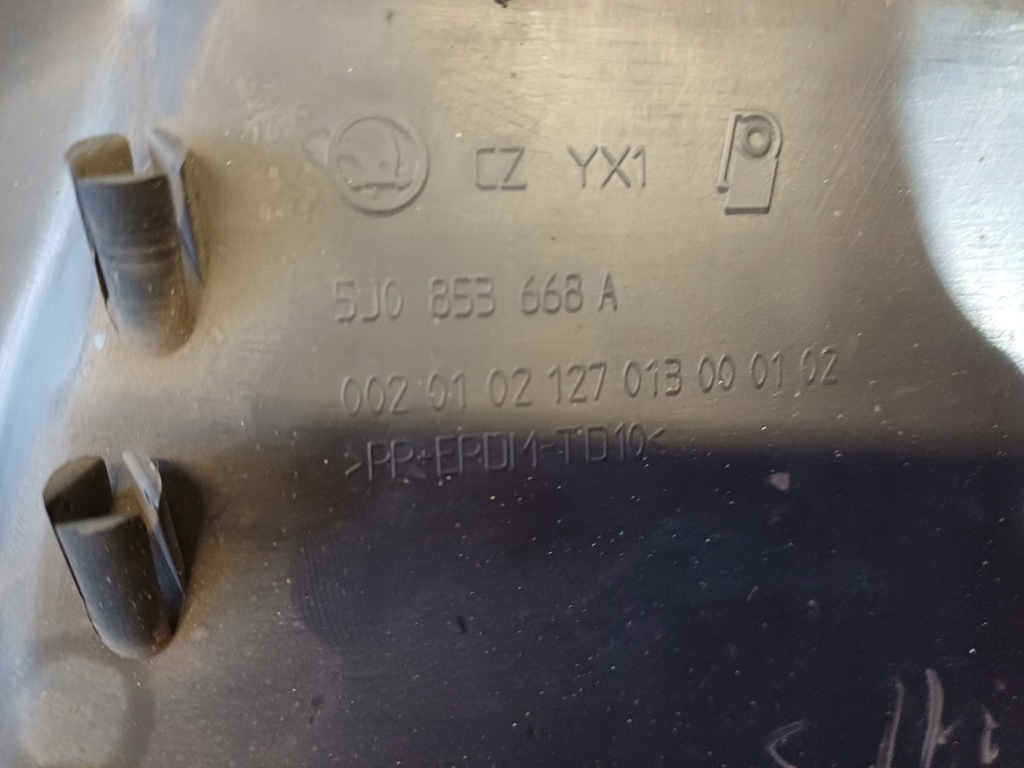 CZ YX1
5J0 853 668 A
002 01 02 127 013 00 01 02
>PP+EPDM-TD10<